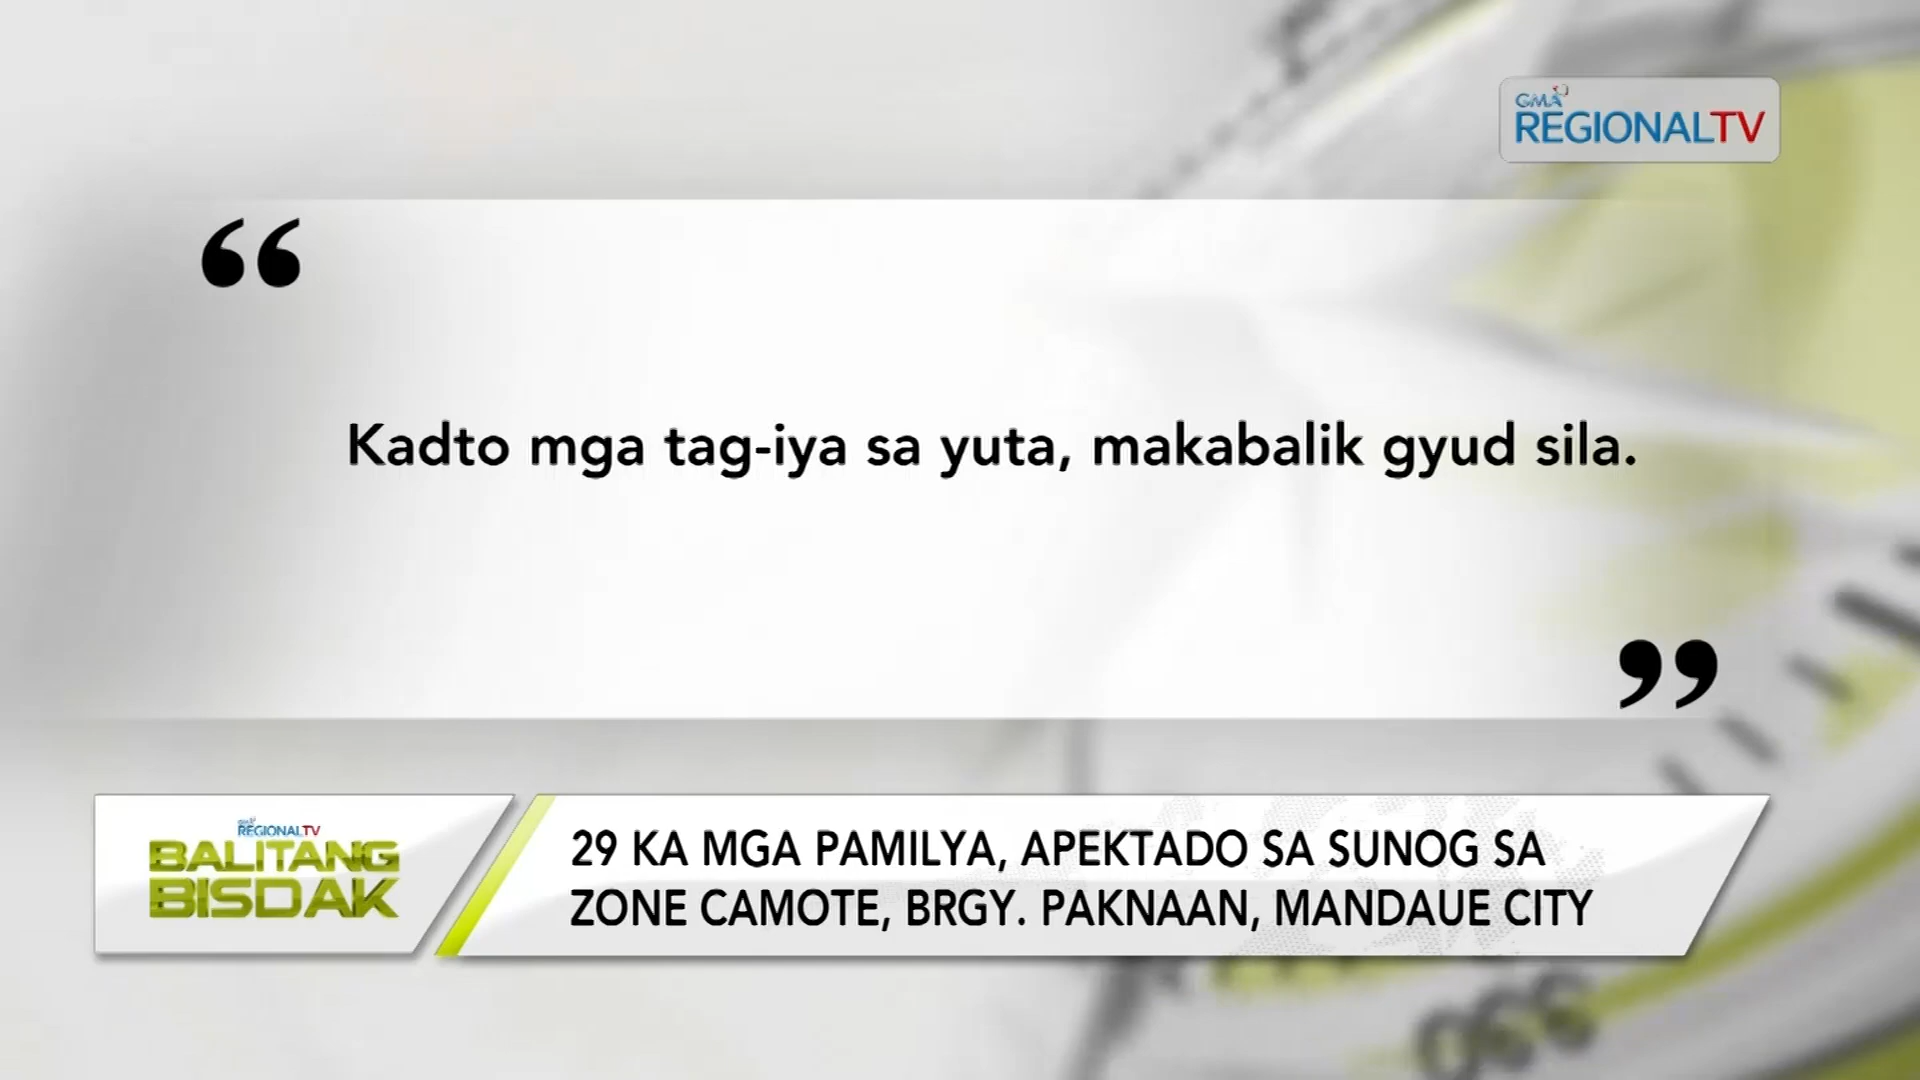 GMA
REGIONALTV
“
Kadto mga tag-iya sa yuta, makabalik gyud sila.
”
GMA
REGIONALTV
BALITANG
BISDAK
29 KA MGA PAMILYA, APEKTADO SA SUNOG SA
ZONE CAMOTE, BRGY. PAKNAAN, MANDAUE CITY